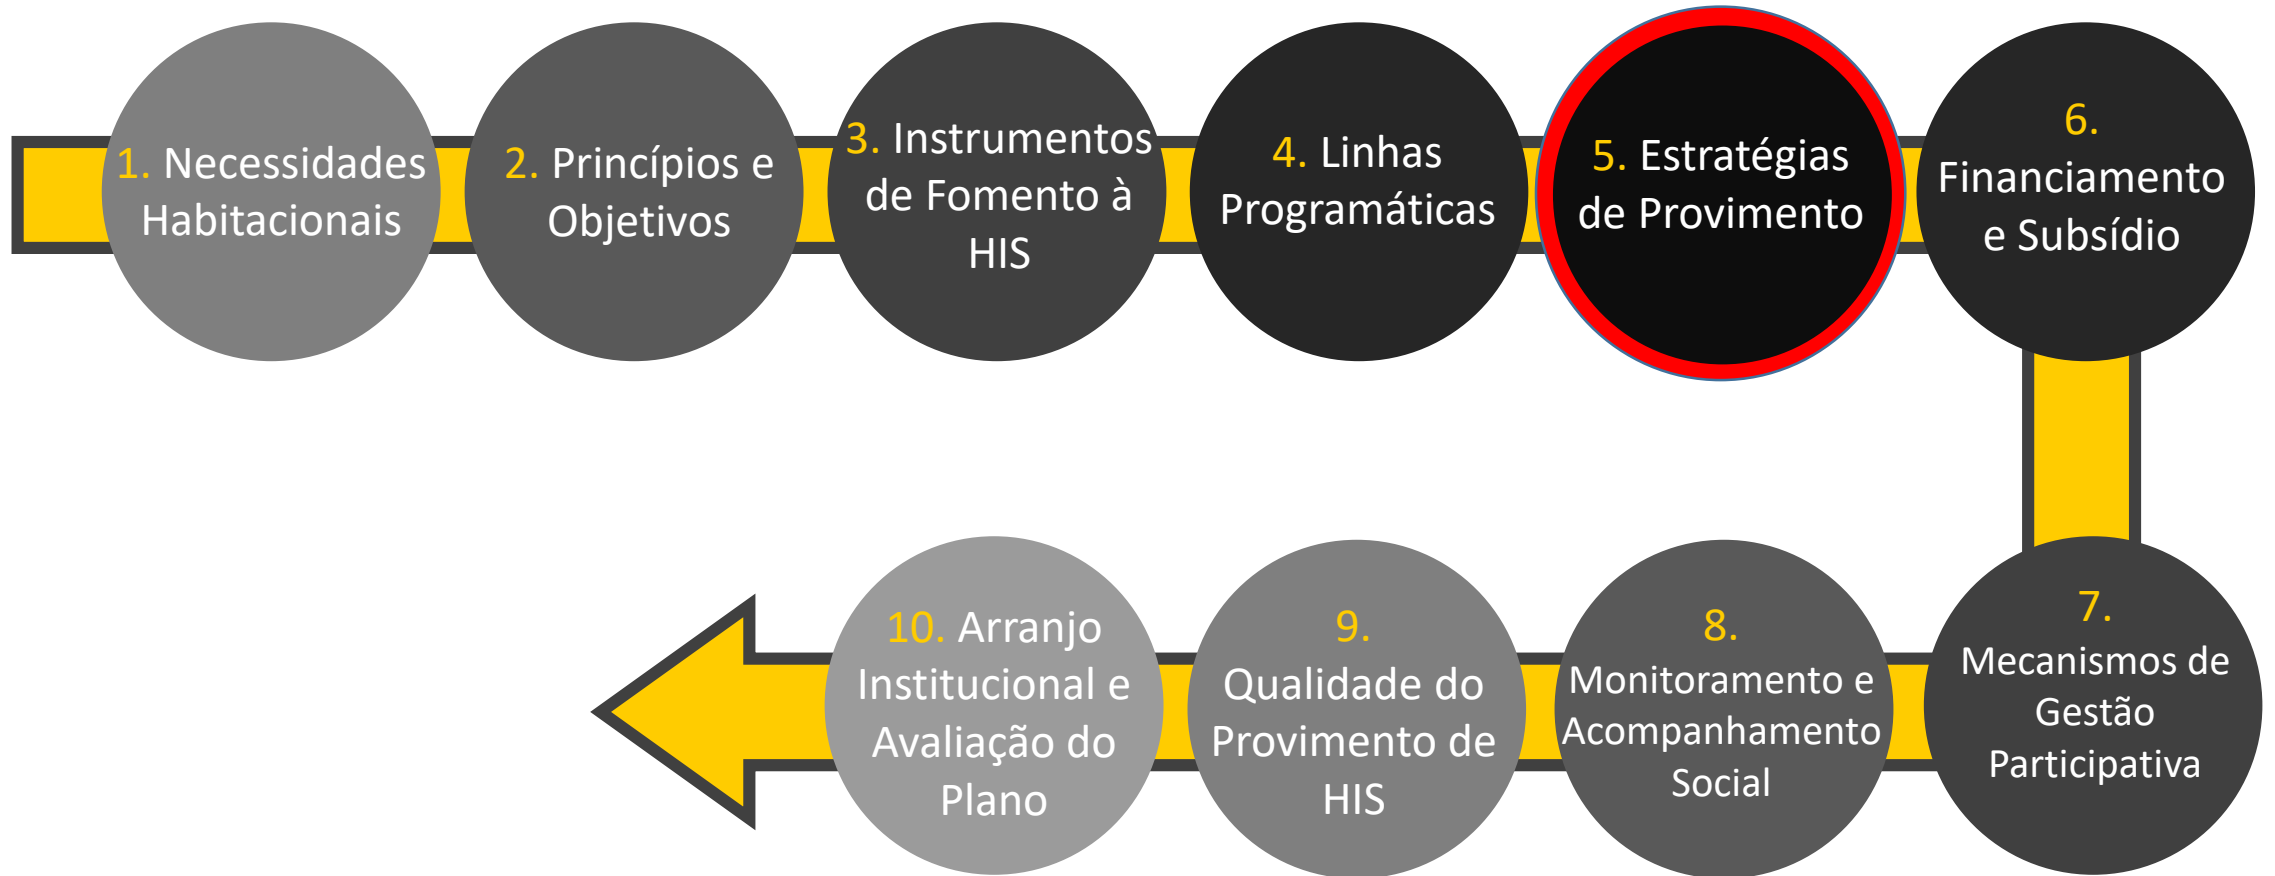 1. Necessidades
Habitacionais
2. Princípios e
Objetivos
3. Instrumentos
de Fomento à
HIS
4. Linhas
Programáticas
5. Estratégias
de Provimento
6.
Financiamento
e Subsídio
7.
Mecanismos de
Gestão
Participativa
8.
Monitoramento e
Acompanhamento
Social
9.
Qualidade do
Provimento de
HIS
10. Arranjo
Institucional e
Avaliação do
Plano